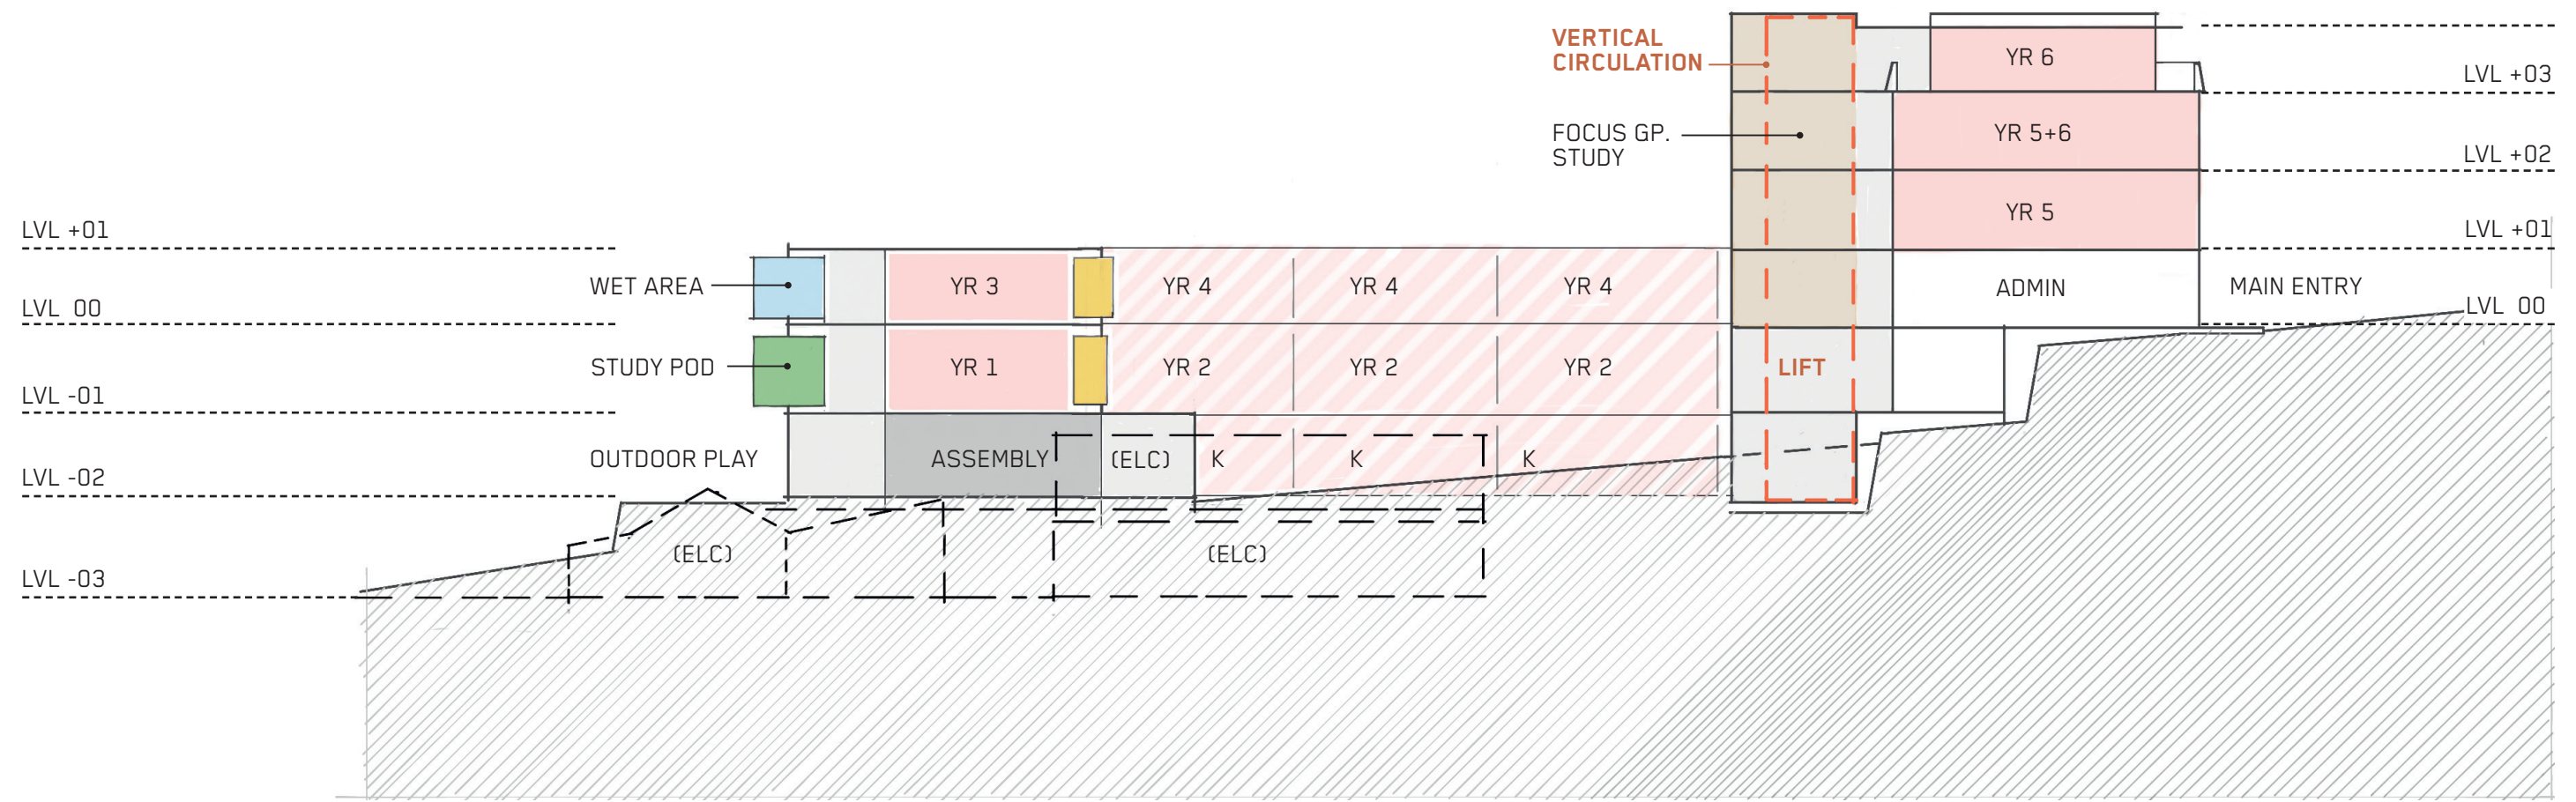 VERTICAL
CIRCULATION
YR 6
LVL +03
FOCUS GP.
STUDY
YR 5+6
LVL +02
YR 5
LVL +01
LVL +01
WET AREA
YR 3
YR 4
YR 4
YR 4
ADMIN
MAIN ENTRY
LVL 00
LVL 00
STUDY POD
YR 1
YR 2
YR 2
YR 2
LIFT
LVL -01
OUTDOOR PLAY
ASSEMBLY
(ELC)
K
K
K
LVL -02
(ELC)
(ELC)
LVL -03